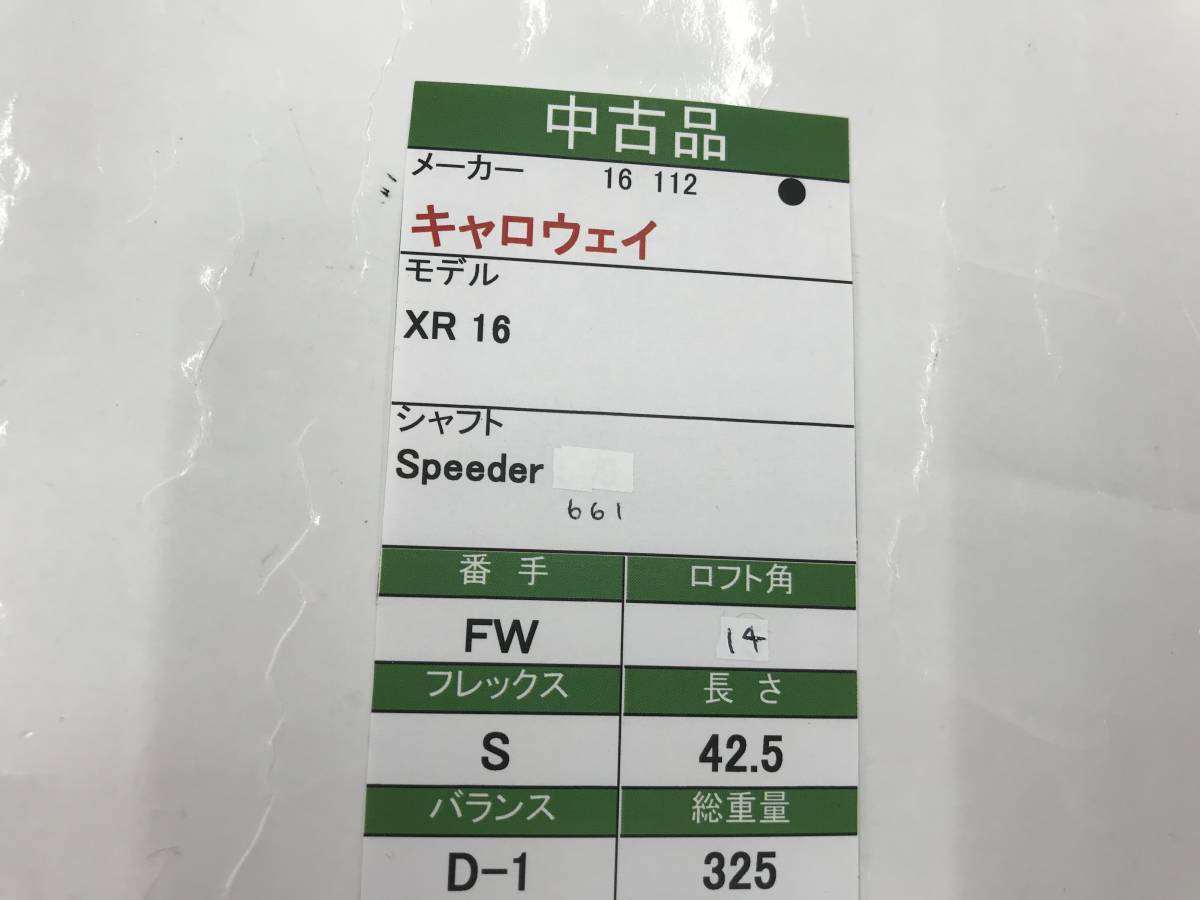 中古品
メーカー 16 112
キャロウェイ
モデル
XR 16
シャフト
Speeder
661
番手 ロフト角
FW 14
フレックス 長さ
S 42.5
バランス 総重量
D-1 325